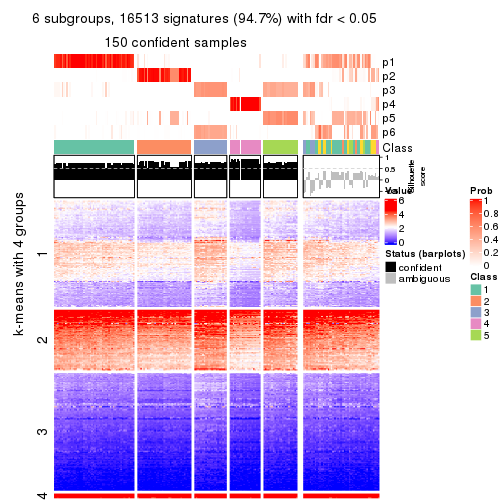 6 subgroups, 16513 signatures (94.7%) with fdr < 0.05
150 confident samples
p1
p2
p3
p4
p5
p6
Class
1
0.5
0
Silhouette
score
k-means with 4 groups
1
2
3
4
Value
6
4
2
0
Status (barplots)
confident
ambiguous
Prob
1
0.8
0.6
0.4
0.2
0
Class
1
2
3
4
5